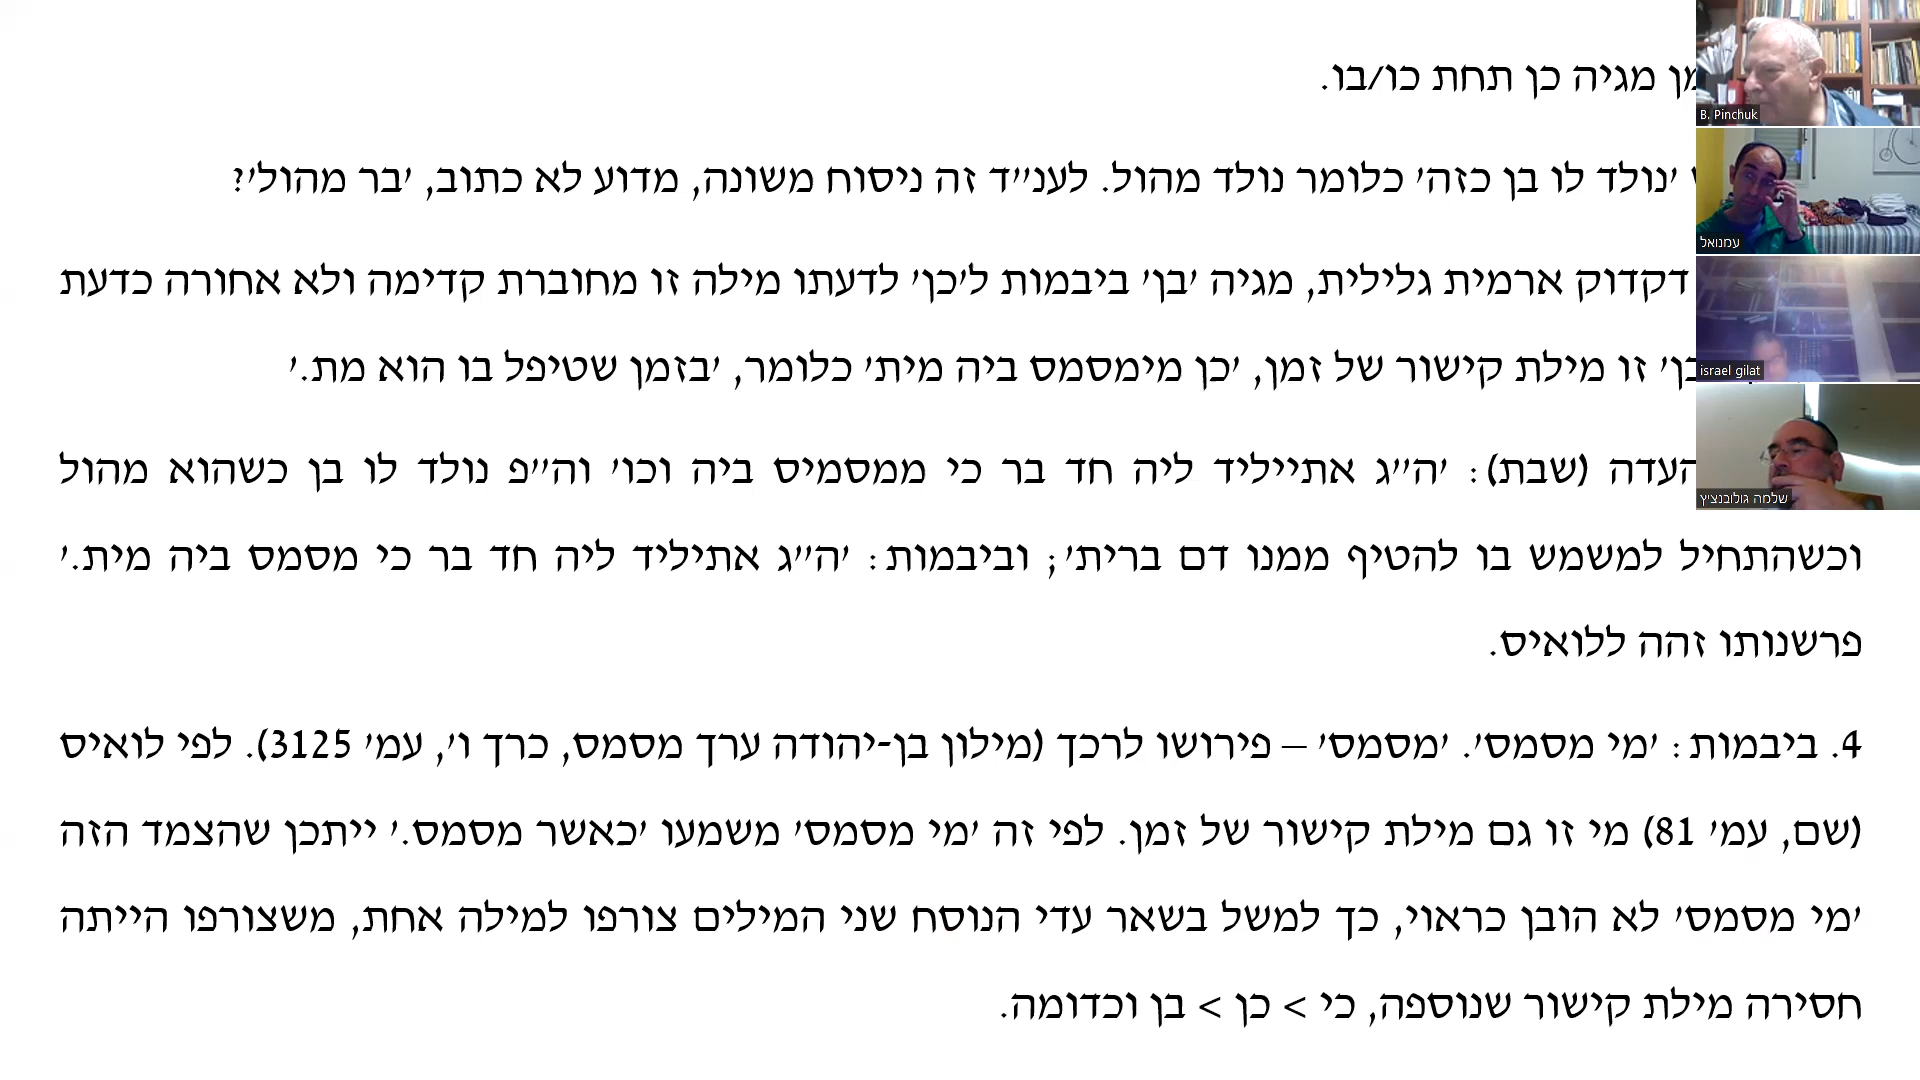 מגיה כן תחת כו/בו.
'נולד לו בן כזה' כלומר נולד מהול. לענ"ד זה ניסוח משונה, מדוע לא כתוב, 'בר מהול'?
דקדוק ארמית גלילית, מגיה 'בן' ביבמות ל'כן' לדעתו מילה זו מחוברת קדימה ולא אחורה כדעת
זו מילת קישור של זמן, 'כן מימסמס ביה מית' כלומר, 'בזמן שטיפל בו הוא מת.'
העדה (שבת): 'ה"ג אתייליד ליה חד בר כי ממסמיס ביה וכו' וה"פ נולד לו בן כשהוא מהול
וכשהתחיל למשמש בו להטיף ממנו דם ברית'; וביבמות: 'ה"ג אתיליד ליה חד בר כי מסמס ביה מית.'
פרשנותו זהה ללואיס.
4. ביבמות: 'מי מסמס'. 'מסמס' – פירושו לרכך (מילון בן-יהודה ערך מסמס, כרך ו', עמ' 3125). לפי לואיס
(שם, עמ' 81) מי זו גם מילת קישור של זמן. לפי זה 'מי מסמס' משמעו 'כאשר מסמס.' ייתכן שהצמד הזה
'מי מסמס' לא הובן כראוי, כך למשל בשאר עדי הנוסח שני המילים צורפו למילה אחת, משצורפו הייתה
חסירה מילת קישור שנוספה, כי > כן > בן וכדומה.
B. Pinchuk
עמנואל
israel gilat
שלמה גולובנציץ